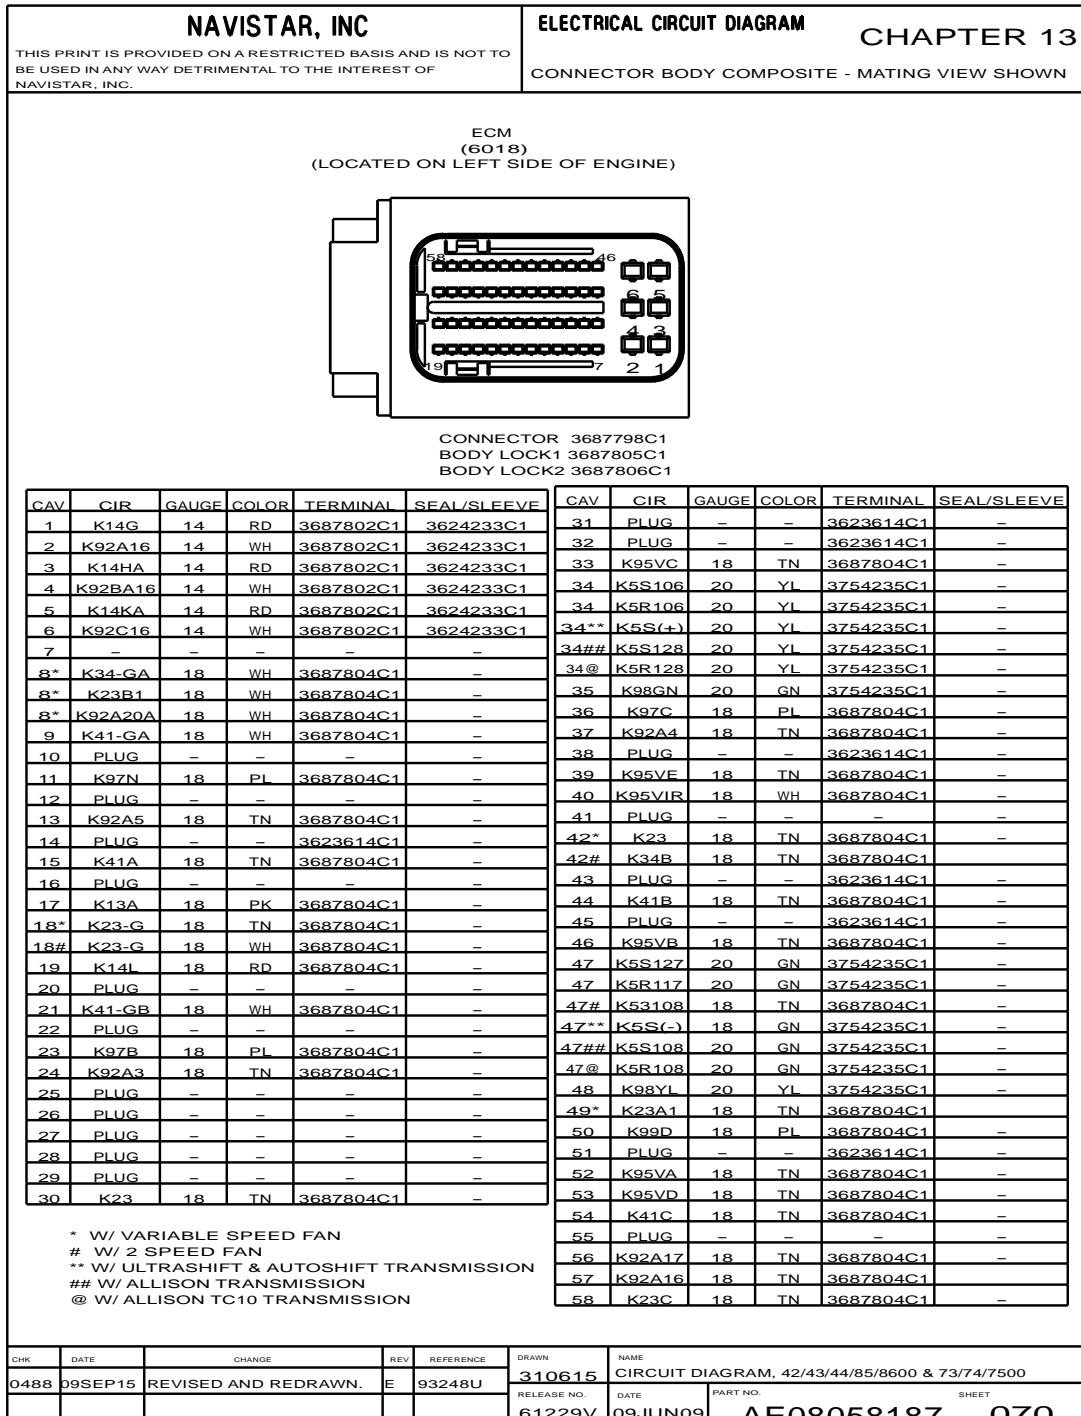 NAVISTAR, INC
THIS PRINT IS PROVIDED ON A RESTRICTED BASIS AND IS NOT TO
BE USED IN ANY WAY DETRIMENTAL TO THE INTEREST OF
NAVISTAR, INC.
ELECTRICAL CIRCUIT DIAGRAM
CHAPTER 13
CONNECTOR BODY COMPOSITE - MATING VIEW SHOWN
ECM
(6018)
(LOCATED ON LEFT SIDE OF ENGINE)
58 46
6 5
4 3
19 7 2 1
CONNECTOR 3687798C1
BODY LOCK1 3687805C1
BODY LOCK2 3687806C1
CAV CIR GAUGE COLOR TERMINAL SEAL/SLEEVE
1 K14G 14 RD 3687802C1 3624233C1
2 K92A16 14 WH 3687802C1 3624233C1
3 K14HA 14 RD 3687802C1 3624233C1
4 K92BA16 14 WH 3687802C1 3624233C1
5 K14KA 14 RD 3687802C1 3624233C1
6 K92C16 14 WH 3687802C1 3624233C1
7 – – – – –
8* K34-GA 18 WH 3687804C1 –
8* K23B1 18 WH 3687804C1 –
8* K92A20A 18 WH 3687804C1 –
9 K41-GA 18 WH 3687804C1 –
10 PLUG – – – –
11 K97N 18 PL 3687804C1 –
12 PLUG – – – –
13 K92A5 18 TN 3687804C1 –
14 PLUG – – 3623614C1 –
15 K41A 18 TN 3687804C1 –
16 PLUG – – – –
17 K13A 18 PK 3687804C1 –
18* K23-G 18 TN 3687804C1 –
18# K23-G 18 WH 3687804C1 –
19 K14L 18 RD 3687804C1 –
20 PLUG – – – –
21 K41-GB 18 WH 3687804C1 –
22 PLUG – – – –
23 K97B 18 PL 3687804C1 –
24 K92A3 18 TN 3687804C1 –
25 PLUG – – – –
26 PLUG – – – –
27 PLUG – – – –
28 PLUG – – – –
29 PLUG – – – –
30 K23 18 TN 3687804C1 –
CAV CIR GAUGE COLOR TERMINAL SEAL/SLEEVE
31 PLUG – – 3623614C1 –
32 PLUG – – 3623614C1 –
33 K95VC 18 TN 3687804C1 –
34 K5S106 20 YL 3754235C1 –
34 K5R106 20 YL 3754235C1 –
34** K5S(+) 20 YL 3754235C1 –
34## K5S128 20 YL 3754235C1 –
34@ K5R128 20 YL 3754235C1 –
35 K98GN 20 GN 3754235C1 –
36 K97C 18 PL 3687804C1 –
37 K92A4 18 TN 3687804C1 –
38 PLUG – – 3623614C1 –
39 K95VE 18 TN 3687804C1 –
40 K95VIR 18 WH 3687804C1 –
41 PLUG – – – –
42* K23 18 TN 3687804C1
42# K34B 18 TN 3687804C1
43 PLUG – – 3623614C1 –
44 K41B 18 TN 3687804C1 –
45 PLUG – – 3623614C1 –
46 K95VB 18 TN 3687804C1 –
47 K5S127 20 GN 3754235C1 –
47 K5R117 20 GN 3754235C1 –
47# K53108 18 TN 3687804C1 –
47** K5S(-) 18 GN 3754235C1 –
47## K5S108 20 GN 3754235C1 –
47@ K5R108 20 GN 3754235C1 –
48 K98YL 20 YL 3754235C1 –
49* K23A1 18 TN 3687804C1
50 K99D 18 PL 3687804C1 –
51 PLUG – – 3623614C1 –
52 K95VA 18 TN 3687804C1 –
53 K95VD 18 TN 3687804C1 –
54 K41C 18 TN 3687804C1 –
55 PLUG – – – –
56 K92A17 18 TN 3687804C1 –
57 K92A16 18 TN 3687804C1
58 K23C 18 TN 3687804C1 –
* W/ VARIABLE SPEED FAN
# W/ 2 SPEED FAN
** W/ ULTRASHIFT & AUTOSHIFT TRANSMISSION
## W/ ALLISON TRANSMISSION
@ W/ ALLISON TC10 TRANSMISSION
CHK DATE CHANGE REV REFERENCE
0488 09SEP15 REVISED AND REDRAWN. E 93248U
DRAWN
310615
NAME
CIRCUIT DIAGRAM, 42/43/44/85/8600 & 73/74/7500
RELEASE NO. DATE PART NO. SHEET
61229V 09JUN09 AE08058187 070